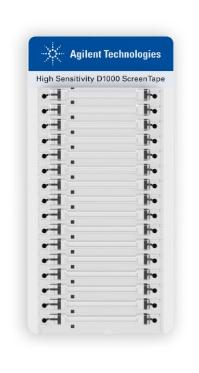 Agilent Technologies
High Sensitivity D1000 ScreenTape